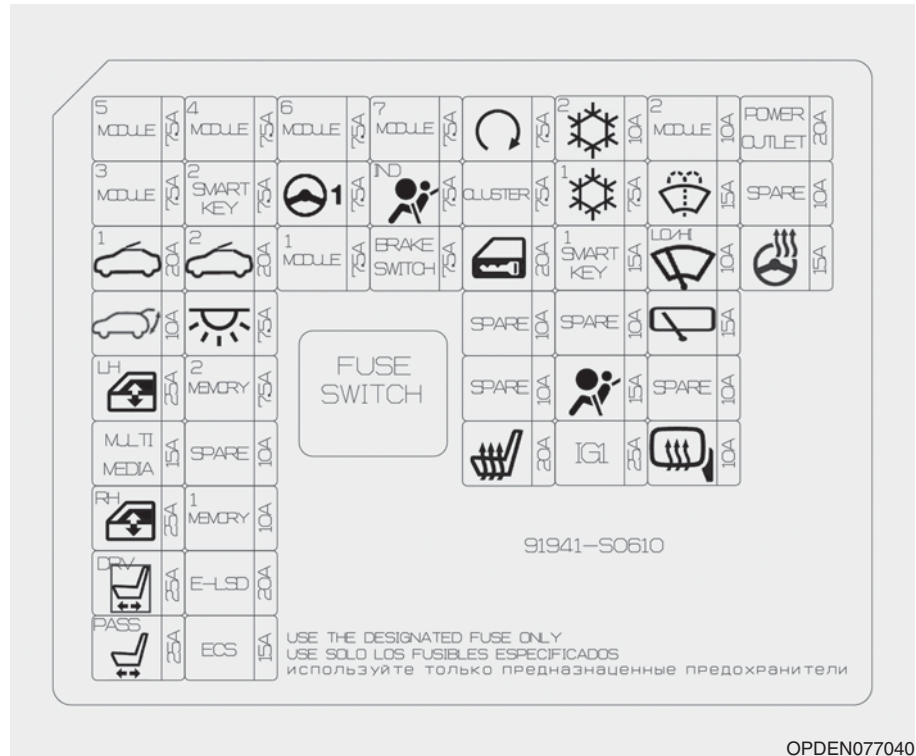 5 MODULE 7.5A 4 MODULE 7.5A 6 MODULE 7.5A 7 MODULE 7.5A 7.5A 2 10A 2 MODULE 10A POWER OUTLET 20A
3 MODULE 7.5A 2 SMART KEY 7.5A 1 7.5A IND 7.5A CLUSTER 7.5A 1 7.5A 15A SPARE 10A
1 20A 2 20A 1 MODULE 7.5A BRAKE SWITCH 7.5A 20A 1 SMART KEY 15A LO/HI 10A 15A
10A 7.5A SPARE 10A SPARE 10A 15A
LH 25A 2 MEMORY 7.5A FUSE SWITCH SPARE 10A 15A SPARE 10A
MULTI MEDIA 15A SPARE 10A 20A IG1 25A 10A
RH 25A 1 MEMORY 10A
91941-S0610
DRV 25A E-LSD 20A
PASS 25A ECS 15A
USE THE DESIGNATED FUSE ONLY
USE SOLO LOS FUSIBLES ESPECIFICADOS
используйте только предназнаценные предохранители
OPDEN077040